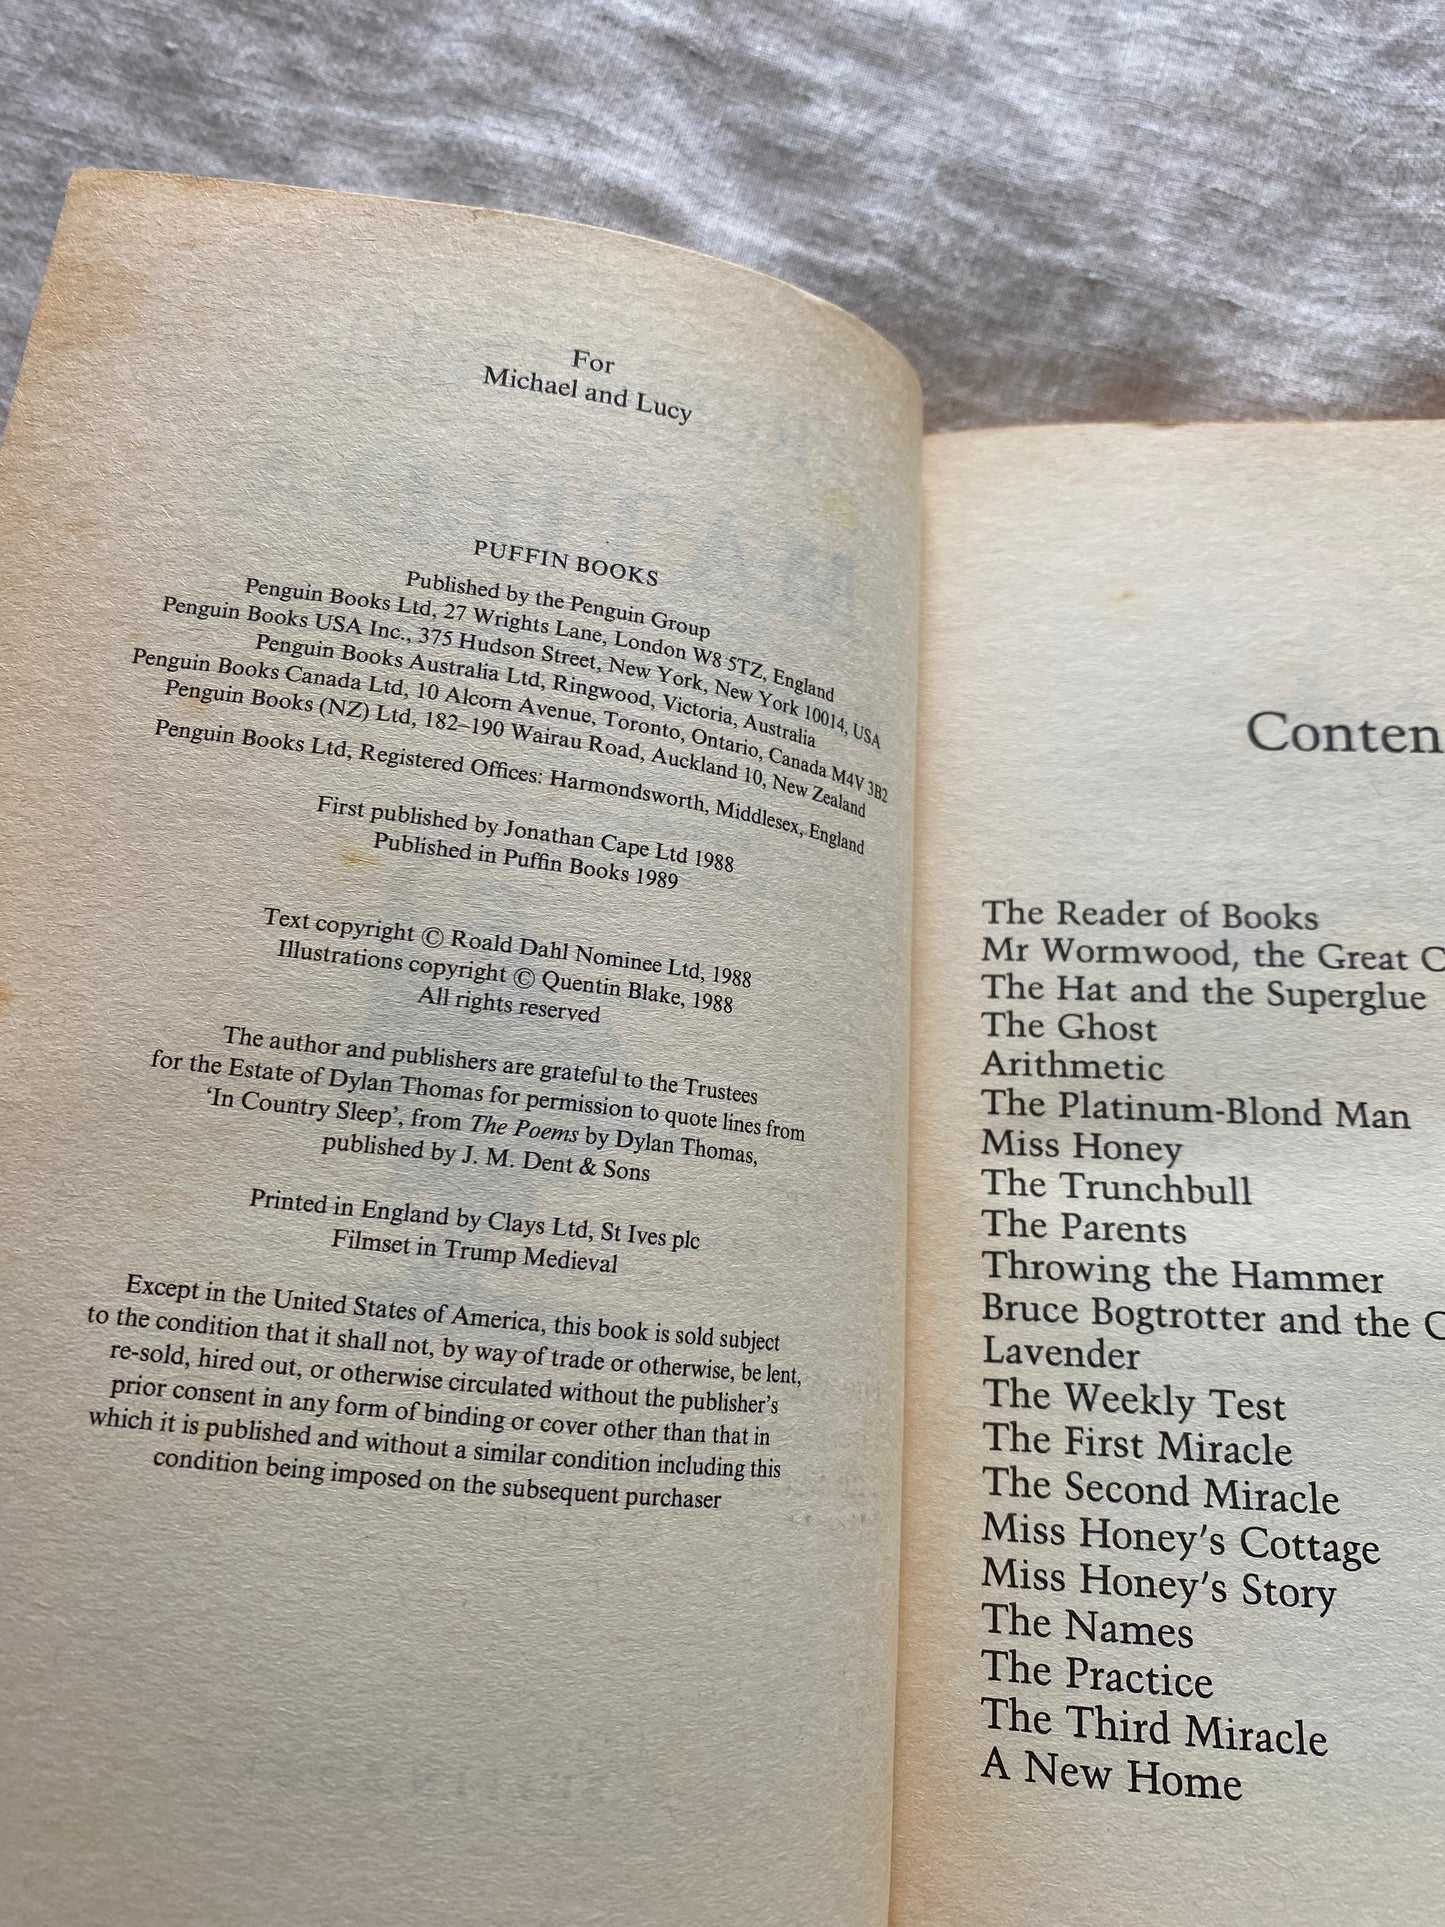 For
Michael and Lucy
PUFFIN BOOKS
Published by the Penguin Group
Penguin Books Ltd, 27 Wrights Lane, London W8 5TZ, England
Penguin Books USA Inc., 375 Hudson Street, New York, New York 10014, USA
Penguin Books Australia Ltd, Ringwood, Victoria, Australia
Penguin Books Canada Ltd, 10 Alcorn Avenue, Toronto, Ontario, Canada M4V 3B2
Penguin Books (NZ) Ltd, 182–190 Wairau Road, Auckland 10, New Zealand
Penguin Books Ltd, Registered Offices: Harmondsworth, Middlesex, England
First published by Jonathan Cape Ltd 1988
Published in Puffin Books 1989
Text copyright © Roald Dahl Nominee Ltd, 1988
Illustrations copyright © Quentin Blake, 1988
All rights reserved
The author and publishers are grateful to the Trustees
for the Estate of Dylan Thomas for permission to quote lines from
‘In Country Sleep’, from The Poems by Dylan Thomas,
published by J. M. Dent & Sons
Printed in England by Clays Ltd, St Ives plc
Filmset in Trump Medieval
Except in the United States of America, this book is sold subject
to the condition that it shall not, by way of trade or otherwise, be lent,
re-sold, hired out, or otherwise circulated without the publisher’s
prior consent in any form of binding or cover other than that in
which it is published and without a similar condition including this
condition being imposed on the subsequent purchaser
Conten
The Reader of Books
Mr Wormwood, the Great C
The Hat and the Superglue
The Ghost
Arithmetic
The Platinum-Blond Man
Miss Honey
The Trunchbull
The Parents
Throwing the Hammer
Bruce Bogtrotter and the C
Lavender
The Weekly Test
The First Miracle
The Second Miracle
Miss Honey’s Cottage
Miss Honey’s Story
The Names
The Practice
The Third Miracle
A New Home